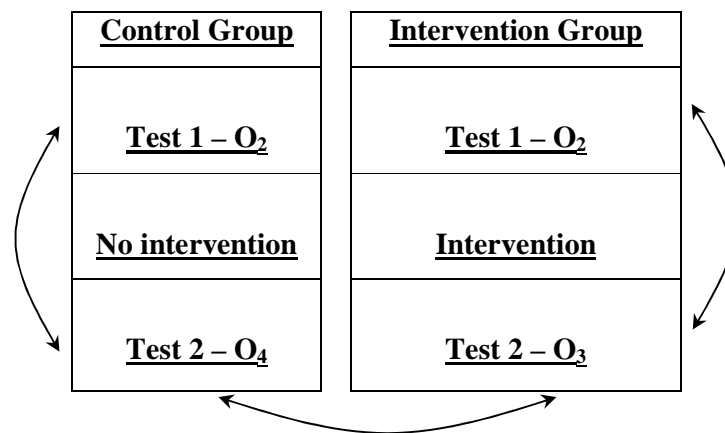 Control Group
Test 1 – O₂
No intervention
Test 2 – O₄
Intervention Group
Test 1 – O₂
Intervention
Test 2 – O₃